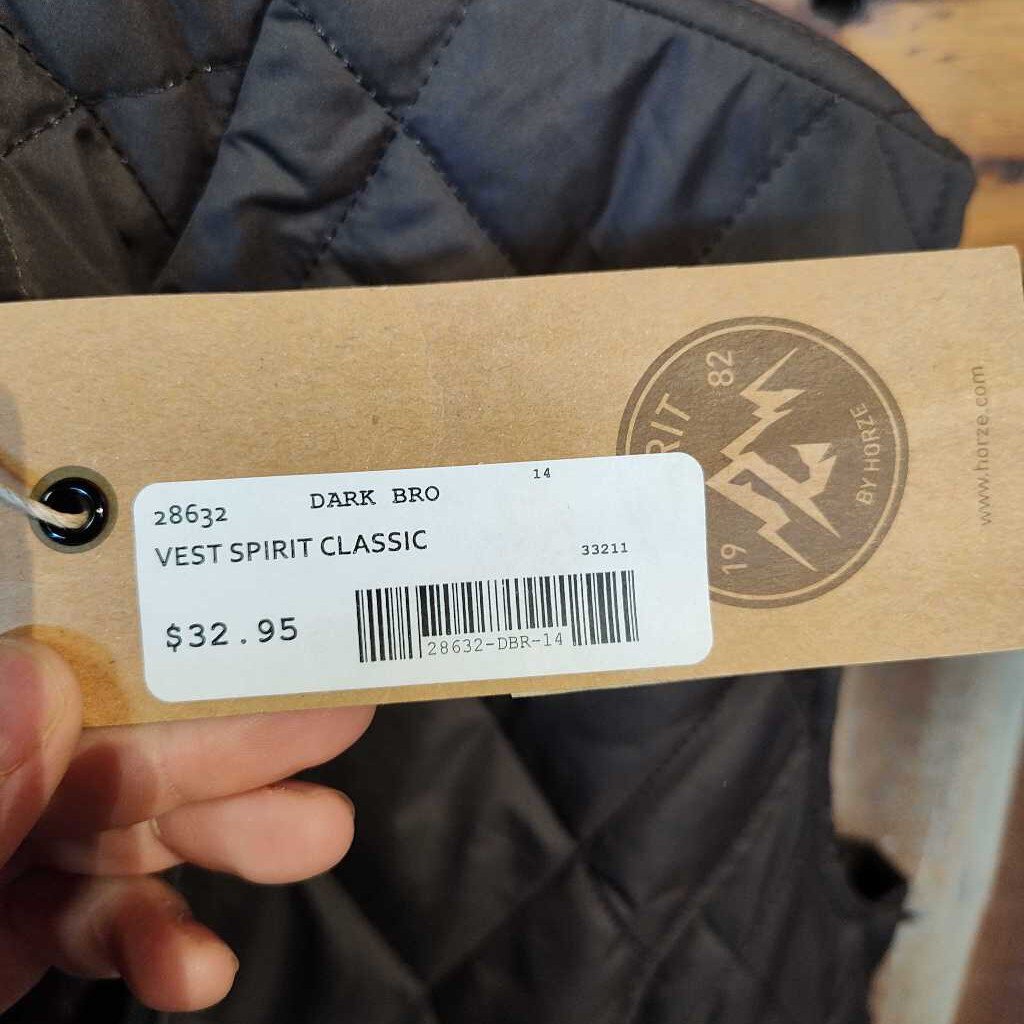 28632 DARK BRO 14
VEST SPIRIT CLASSIC
33211
$32.95
28632-DBR-14
19 82
BY HORZE
www.horze.com